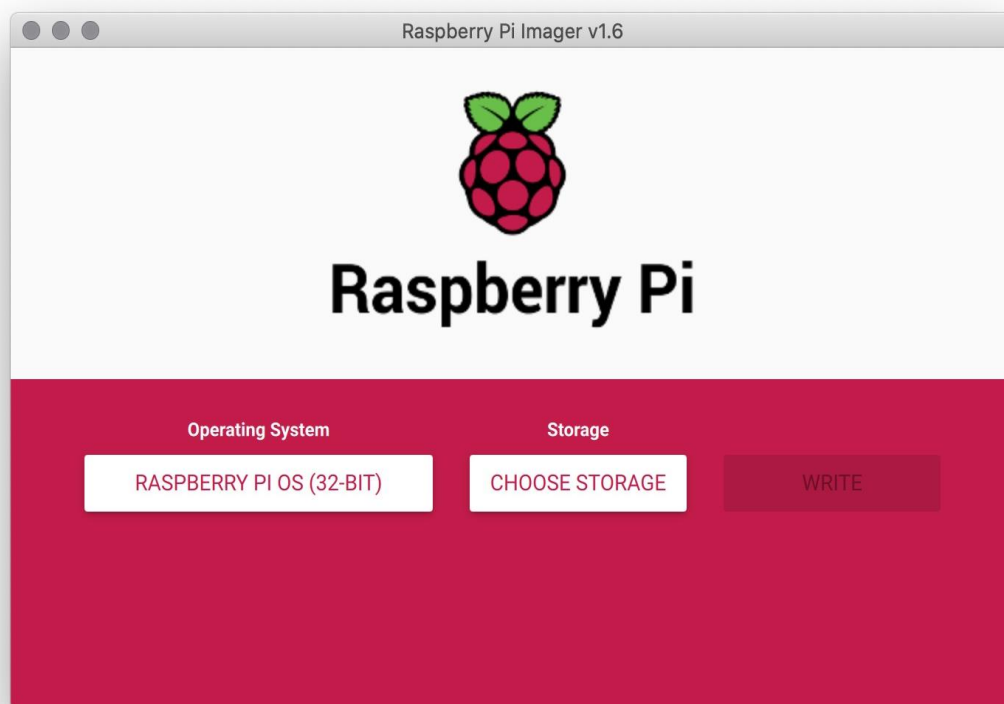 Raspberry Pi Imager v1.6
Raspberry Pi
Operating System
Storage
RASPBERRY PI OS (32-BIT)
CHOOSE STORAGE
WRITE